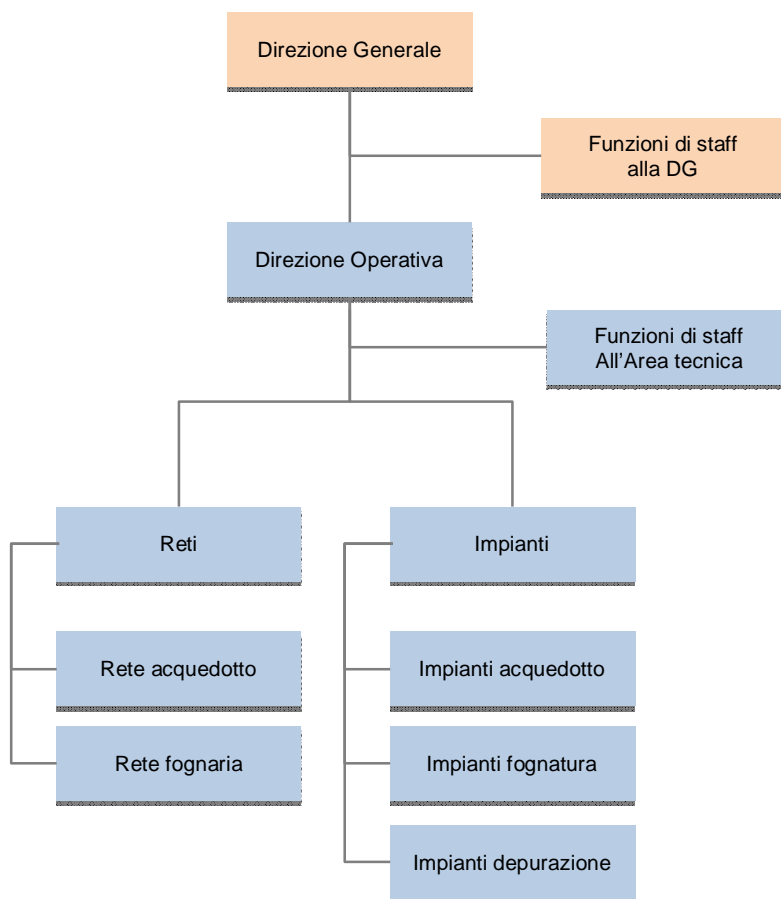 Direzione Generale
Funzioni di staff
alla DG
Direzione Operativa
Funzioni di staff
All’Area tecnica
Reti
Impianti
Rete acquedotto
Impianti acquedotto
Rete fognaria
Impianti fognatura
Impianti depurazione